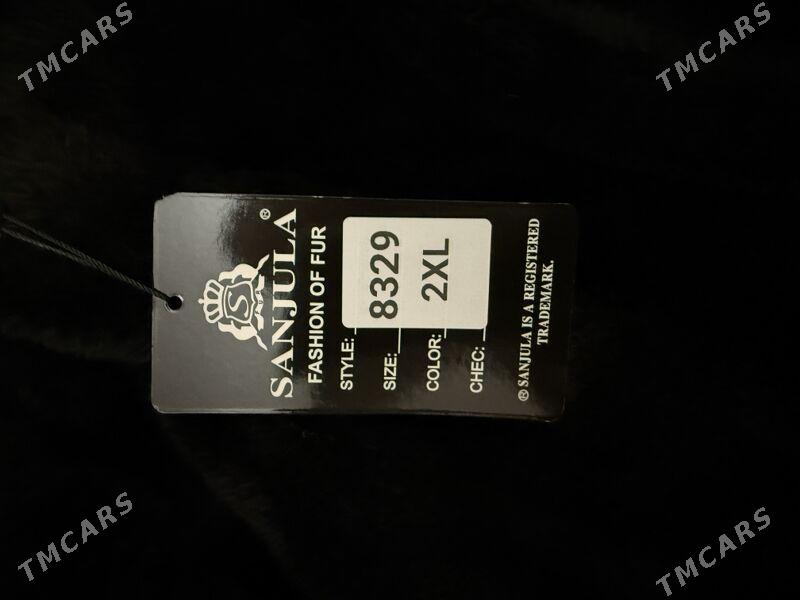 TMCARS
TMCARS
S
SANJULA®
FASHION OF FUR
STYLE:
8329
SIZE:
2XL
COLOR:
CHEC:
® SANJULA IS A REGISTERED
TRADEMARK.
TMCARS
TMCARS